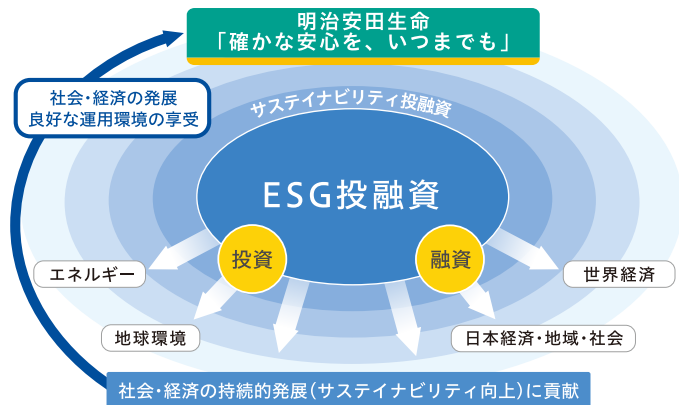 明治安田生命
「確かな安心を、いつまでも」
社会・経済の発展
良好な運用環境の享受
サステイナビリティ投融資
ESG投融資
投資
融資
エネルギー
世界経済
地球環境
日本経済・地域・社会
社会・経済の持続的発展（サステイナビリティ向上）に貢献